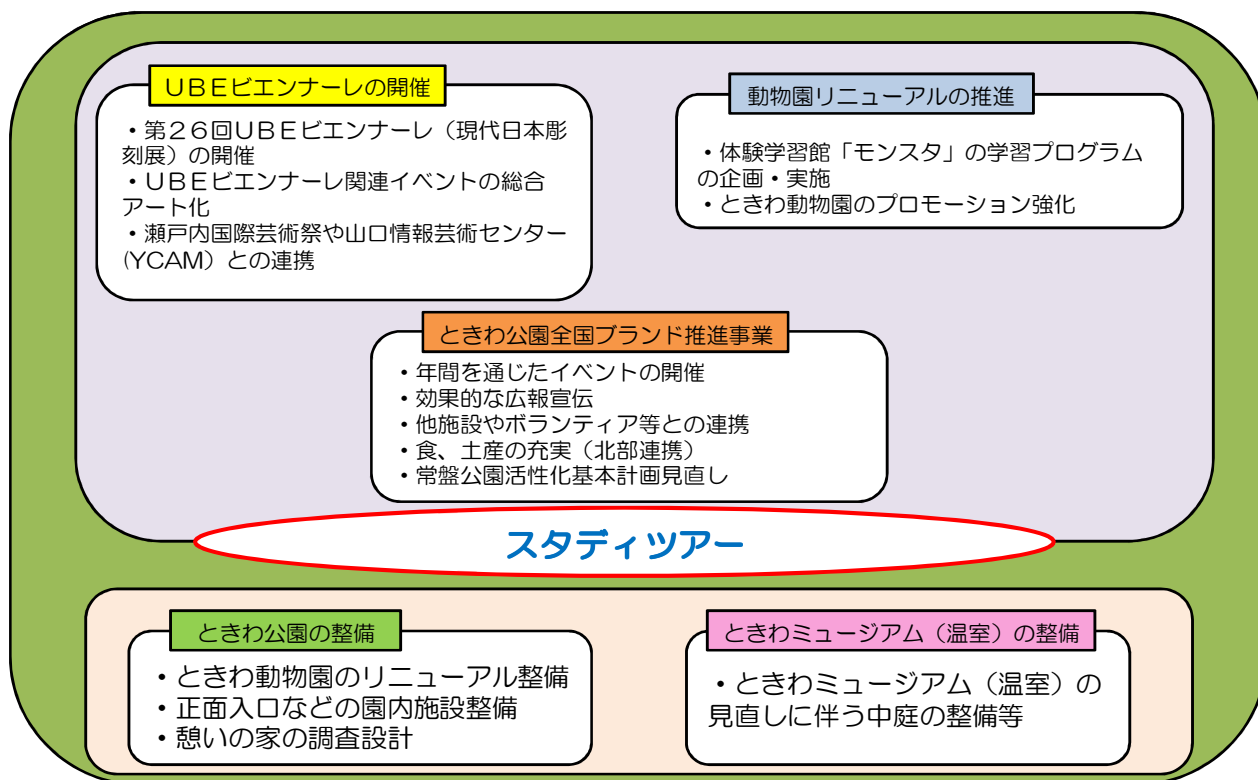 UBEビエンナーレの開催
・第26回UBEビエンナーレ(現代日本彫
刻展)の開催
・UBEビエンナーレ関連イベントの総合
アート化
・瀬戸内国際芸術祭や山口情報芸術センター
(YCAM)との連携
動物園リニューアルの推進
・体験学習館「モンスタ」の学習プログラム
の企画・実施
・ときわ動物園のプロモーション強化
ときわ公園全国ブランド推進事業
・年間を通じたイベントの開催
・効果的な広報宣伝
・他施設やボランティア等との連携
・食、土産の充実(北部連携)
・常盤公園活性化基本計画見直し
スタディツアー
ときわ公園の整備
・ときわ動物園のリニューアル整備
・正面入口などの園内施設整備
・憩いの家の調査設計
ときわミュージアム(温室)の整備
・ときわミュージアム(温室)の
見直しに伴う中庭の整備等